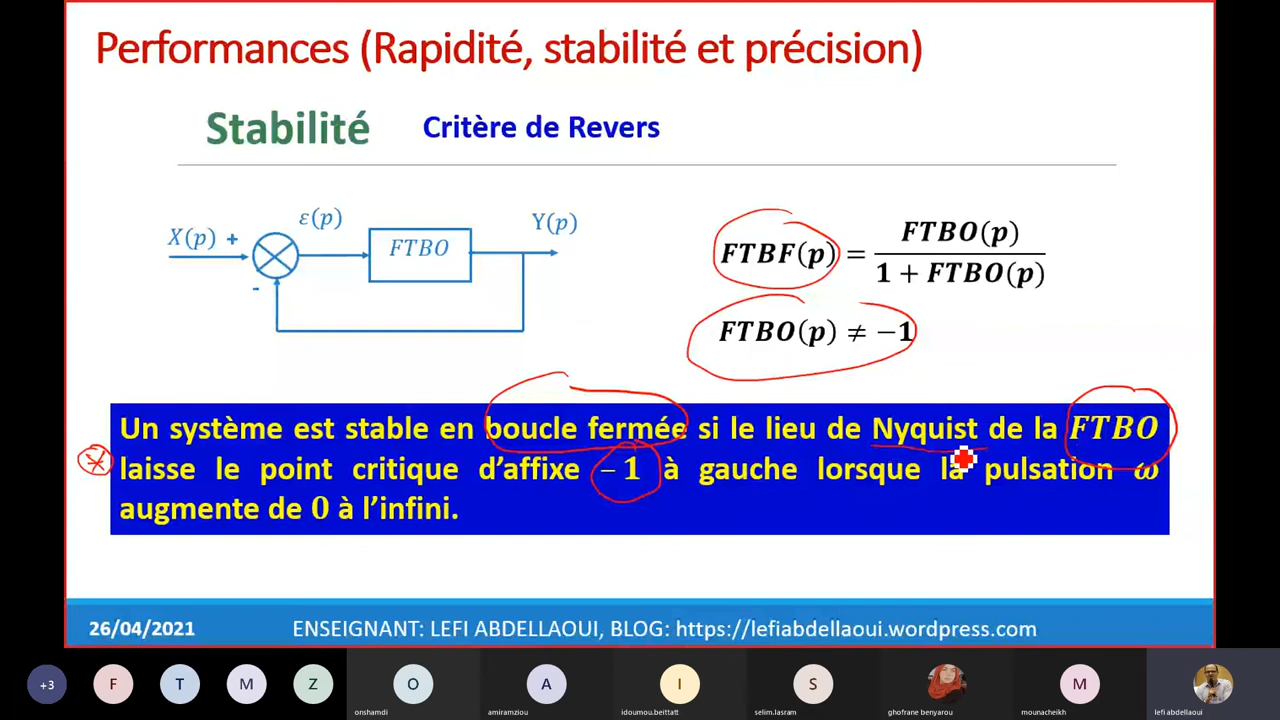 Performances (Rapidité, stabilité et précision)
Stabilité Critère de Revers
X(p) + ε(p) FTBO Y(p)
-
FTBF(p) = FTBO(p) / 1 + FTBO(p)
FTBO(p) ≠ −1
Un système est stable en boucle fermée si le lieu de Nyquist de la FTBO
laisse le point critique d’affixe −1 à gauche lorsque la pulsation ω
augmente de 0 à l’infini.
26/04/2021 ENSEIGNANT: LEFI ABDELLAOUI, BLOG: https://lefiabdellaoui.wordpress.com
+3 F T M Z O A I S M
onshamdi amiramziou idoumou.beittatt selim.lasram ghofrane benyarou mounacheikh lefi abdellaoui